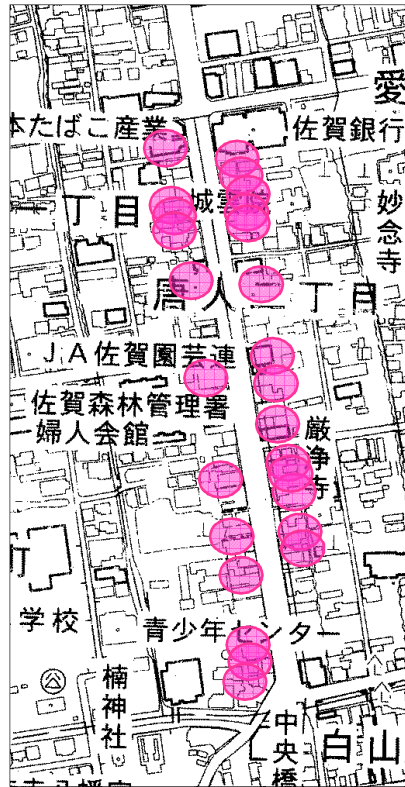 愛
本たばこ産業
佐賀銀行
城雲院
一丁目
妙念寺
唐人二丁目
JA佐賀園芸連
佐賀森林管理署
婦人会館
厳浄寺
町
学校
青少年センター
楠神社
中央橋
白山